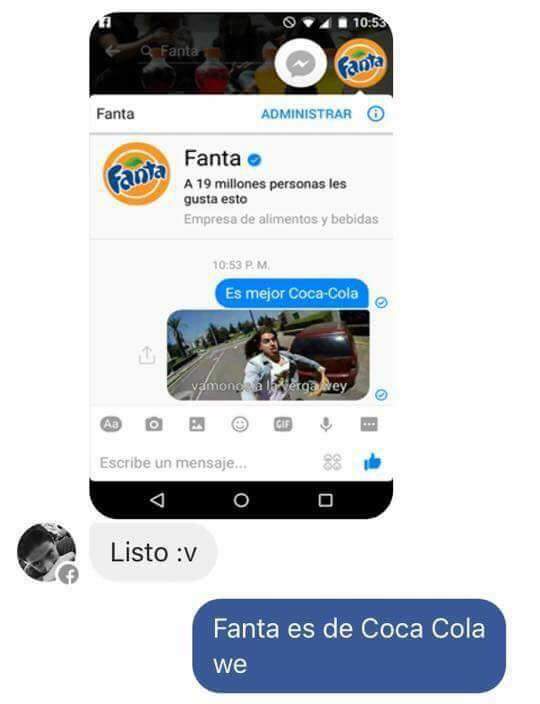 10:53
Fanta
Fanta
Fanta
ADMINISTRAR
Fanta
Fanta
A 19 millones personas les
gusta esto
Empresa de alimentos y bebidas
10:53 P. M.
Es mejor Coca-Cola
vamonos a la verga wey
Aa
GIF
Escribe un mensaje...
Listo :v
Fanta es de Coca Cola
we